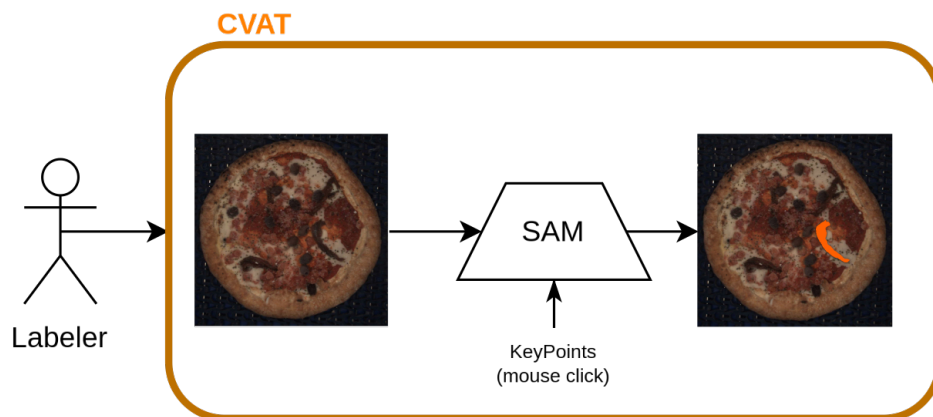 CVAT
SAM
Labeler
KeyPoints
(mouse click)